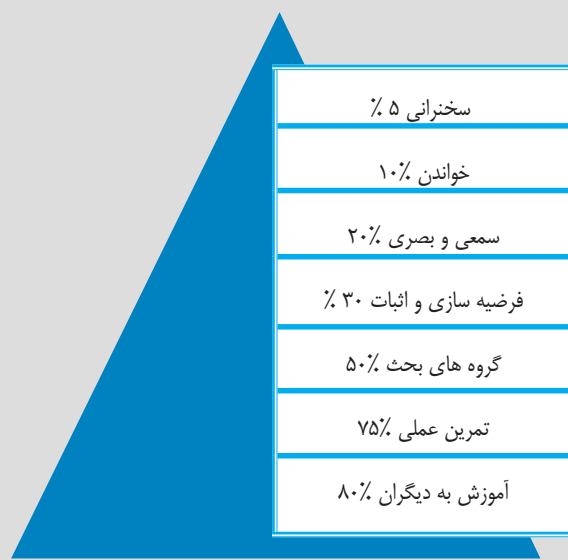 سخنرانی ۵ %
خواندن ۱۰%
سمعی و بصری ۲۰%
فرضیه سازی و اثبات ۳۰ %
گروه های بحث ۵۰%
تمرین عملی ۷۵%
آموزش به دیگران ۸۰%